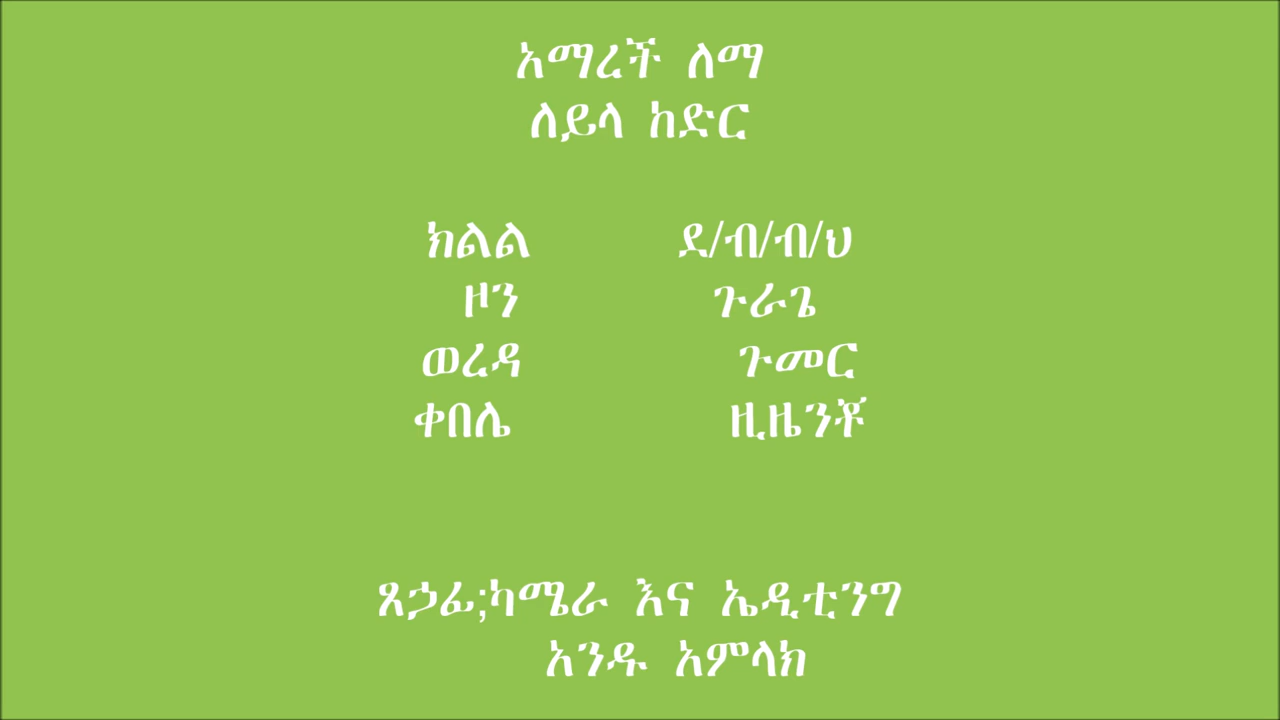 አማረች ለማ
ለይላ ከድር
ክልል ደ/ብ/ብ/ህ
ዞን ጉራጌ
ወረዳ ጉመር
ቀበሌ ዚዜንቾ
ጸኃፊ;ካሜራ እና ኤዲቲንግ
አንዱ አምላክ